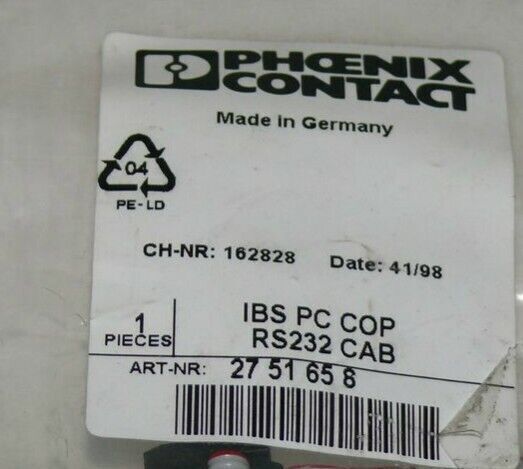 PHŒNIX
CONTACT
Made in Germany
04
PE-LD
CH-NR: 162828 Date: 41/98
1
PIECES
IBS PC COP
RS232 CAB
ART-NR: 27 51 65 8